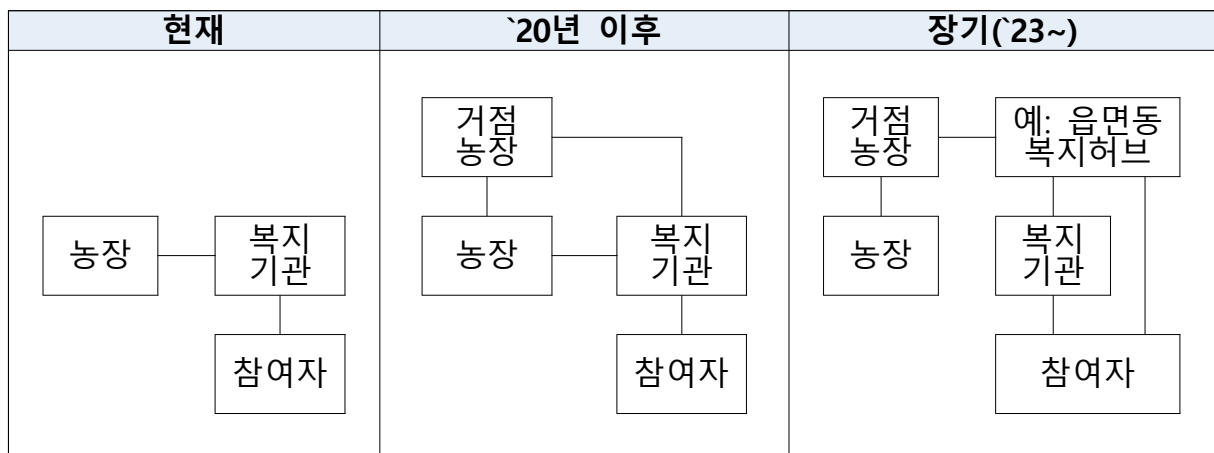 현재
`20년 이후
장기(`23~)
농장
복지
기관
참여자
거점
농장
농장
복지
기관
참여자
거점
농장
예: 읍면동
복지허브
농장
복지
기관
참여자